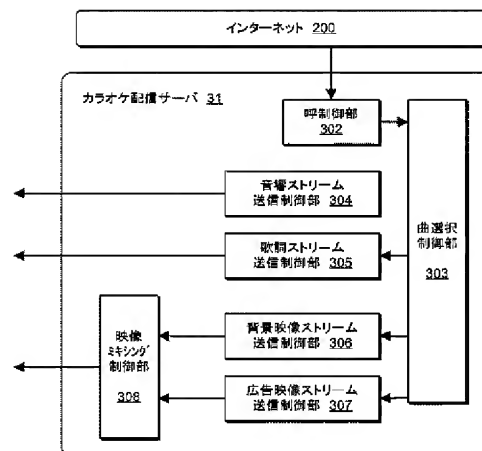 インターネット 200
カラオケ配信サーバ 31
呼制御部
302
音響ストリーム
送信制御部 304
歌詞ストリーム
送信制御部 305
曲選択
制御部
303
背景映像ストリーム
送信制御部 306
映像
ミキシング
制御部
308
広告映像ストリーム
送信制御部 307